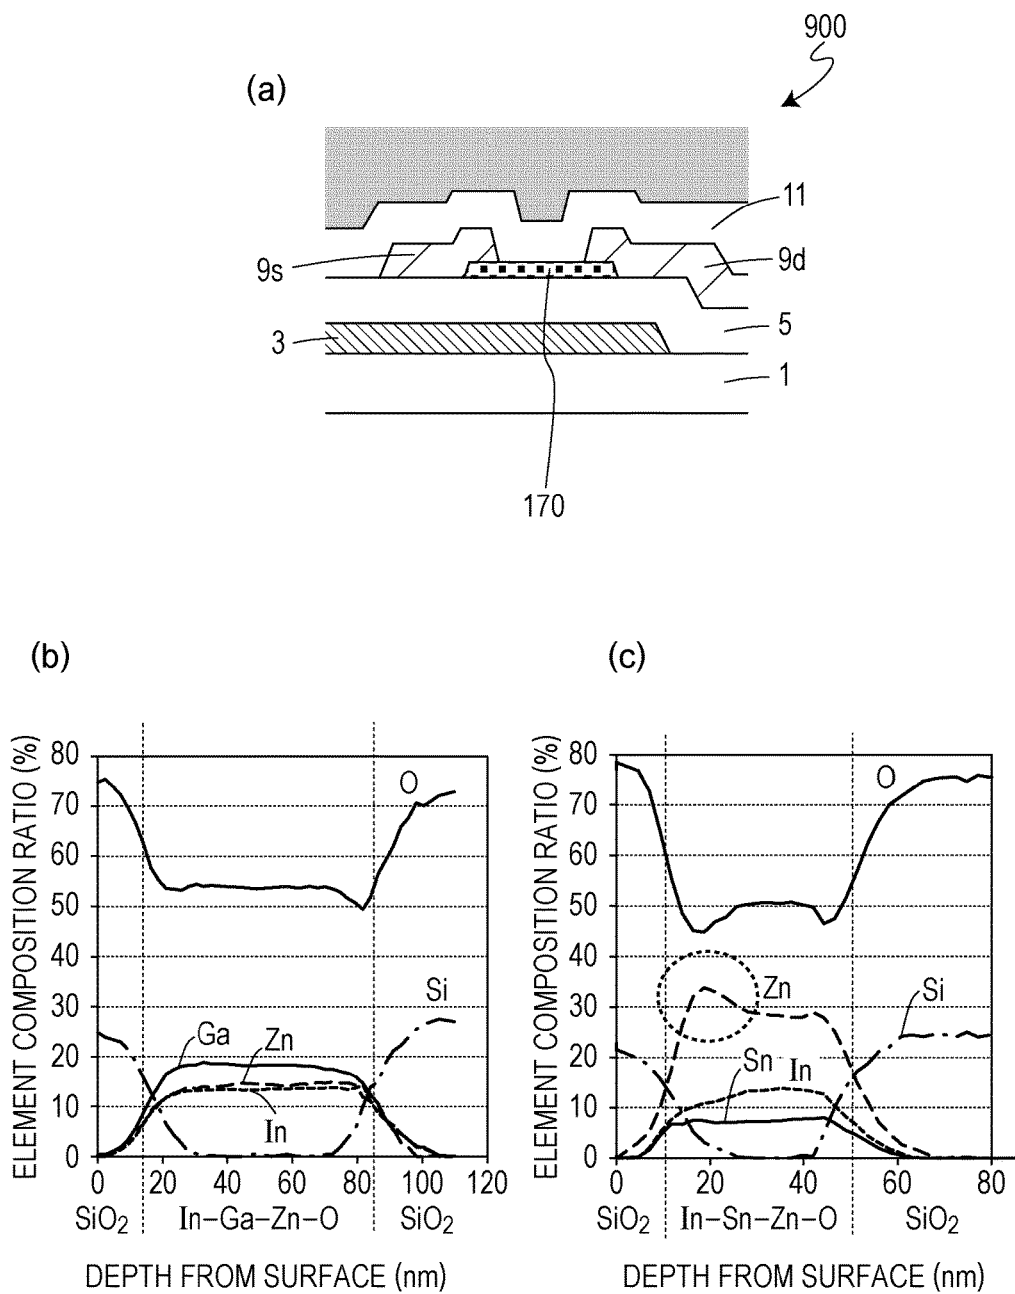 900
(a)
11
9s
9d
3
5
1
170
(b)
(c)
ELEMENT COMPOSITION RATIO (%)
80
70
60
50
40
30
20
10
0
O
Si
Ga
Zn
In
0 20 40 60 80 100 120
SiO2 In-Ga-Zn-O SiO2
DEPTH FROM SURFACE (nm)
ELEMENT COMPOSITION RATIO (%)
80
70
60
50
40
30
20
10
0
O
Zn
Si
Sn
In
0 20 40 60 80
SiO2 In-Sn-Zn-O SiO2
DEPTH FROM SURFACE (nm)